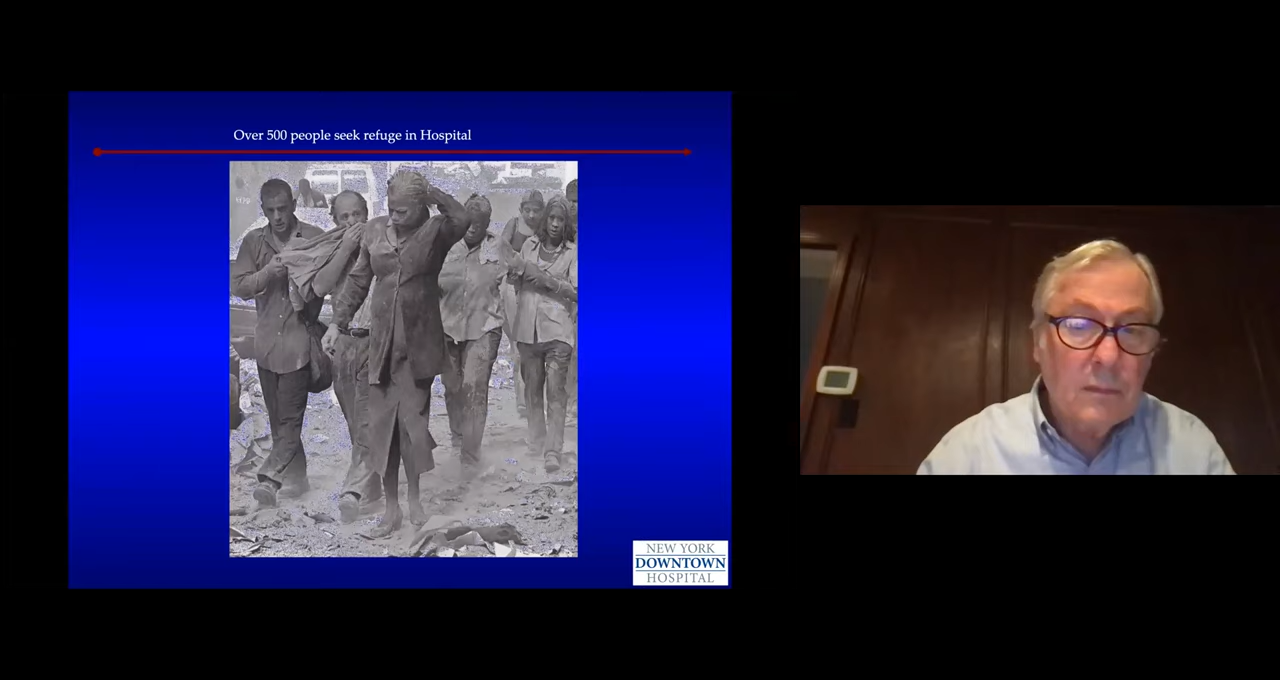 Over 500 people seek refuge in Hospital
NEW YORK
DOWNTOWN
HOSPITAL